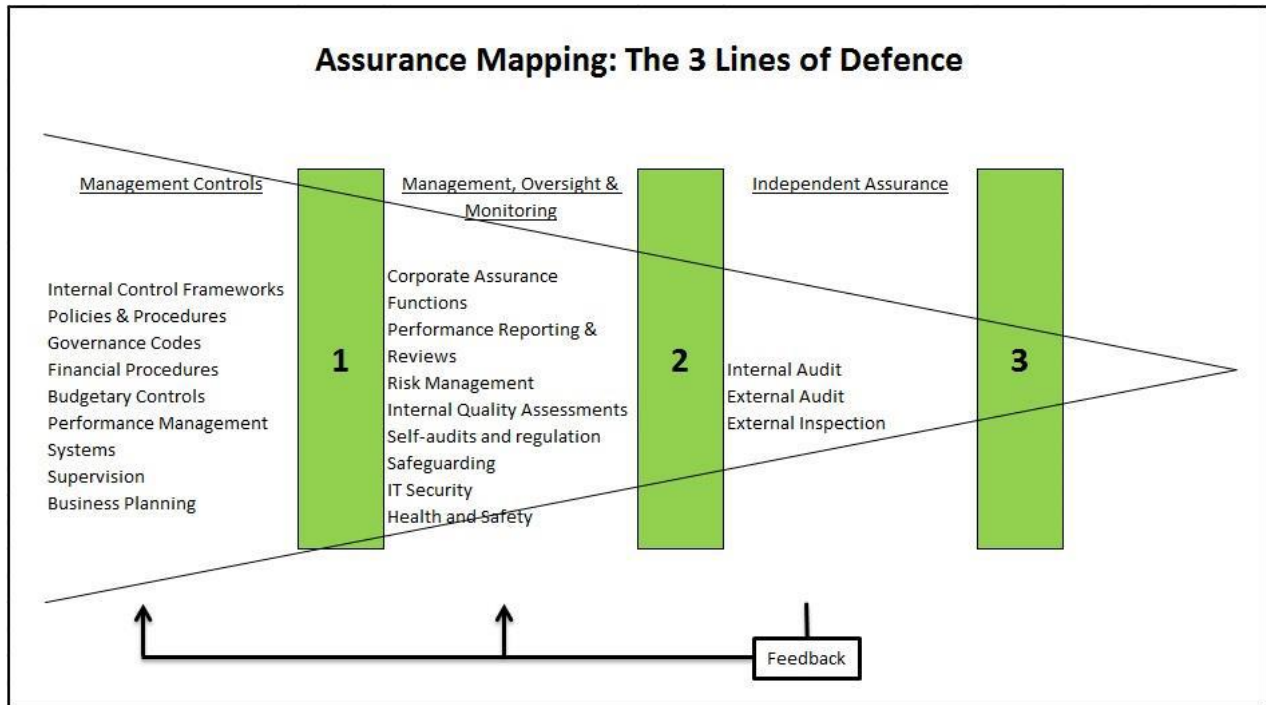 Assurance Mapping: The 3 Lines of Defence
Management Controls
Internal Control Frameworks
Policies & Procedures
Governance Codes
Financial Procedures
Budgetary Controls
Performance Management
Systems
Supervision
Business Planning
1
Management, Oversight &
Monitoring
Corporate Assurance
Functions
Performance Reporting &
Reviews
Risk Management
Internal Quality Assessments
Self-audits and regulation
Safeguarding
IT Security
Health and Safety
2
Independent Assurance
Internal Audit
External Audit
External Inspection
3
Feedback